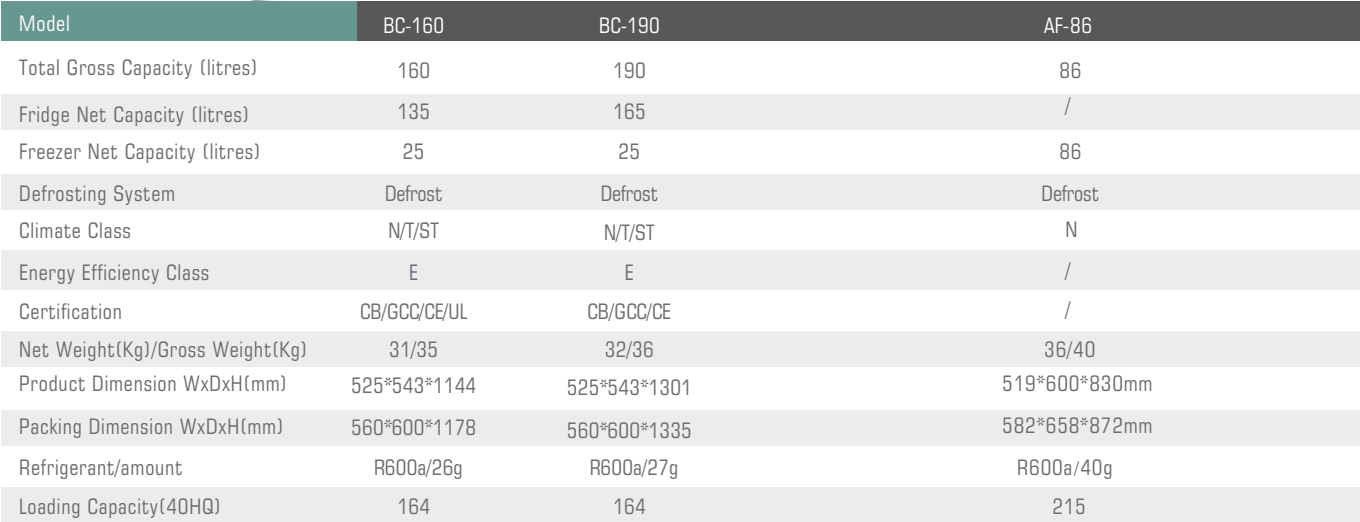 Model BC-160 BC-190 AF-86
Total Gross Capacity (litres) 160 190 86
Fridge Net Capacity (litres) 135 165 /
Freezer Net Capacity (litres) 25 25 86
Defrosting System Defrost Defrost Defrost
Climate Class N/T/ST N/T/ST N
Energy Efficiency Class E E /
Certification CB/GCC/CE/UL CB/GCC/CE /
Net Weight(Kg)/Gross Weight(Kg) 31/35 32/36 36/40
Product Dimension WxDxH(mm) 525*543*1144 525*543*1301 519*600*830mm
Packing Dimension WxDxH(mm) 560*600*1178 560*600*1335 582*658*872mm
Refrigerant/amount R600a/26g R600a/27g R600a/40g
Loading Capacity(40HQ) 164 164 215